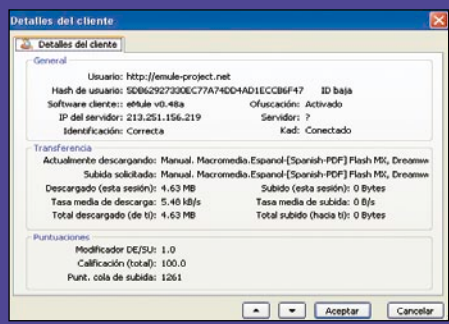 Detalles del cliente
Detalles del cliente
General
Usuario: http://emule-project.net
Hash de usuario: 5DB62927330EC77A74DD4AD1ECCB6F47 ID baja
Software cliente:: eMule v0.48a Ofuscación: Activado
IP del servidor: 213.251.156.219 Servidor: ?
Identificación: Correcta Kad: Conectado
Transferencia
Actualmente descargando: Manual. Macromedia.Espanol-[Spanish-PDF] Flash MX, Dreamw
Subida solicitada: Manual. Macromedia.Espanol-[Spanish-PDF] Flash MX, Dreamw
Descargado (esta sesión): 4.63 MB Subido (esta sesión): 0 Bytes
Tasa media de descarga: 5.48 kB/s Tasa media de subida: 0 B/s
Total descargado (de ti): 4.63 MB Total subido (hacia ti): 0 Bytes
Puntuaciones
Modificador DE/SU: 1.0
Calificación (total): 100.0
Punt. cola de subida: 1261
Aceptar Cancelar